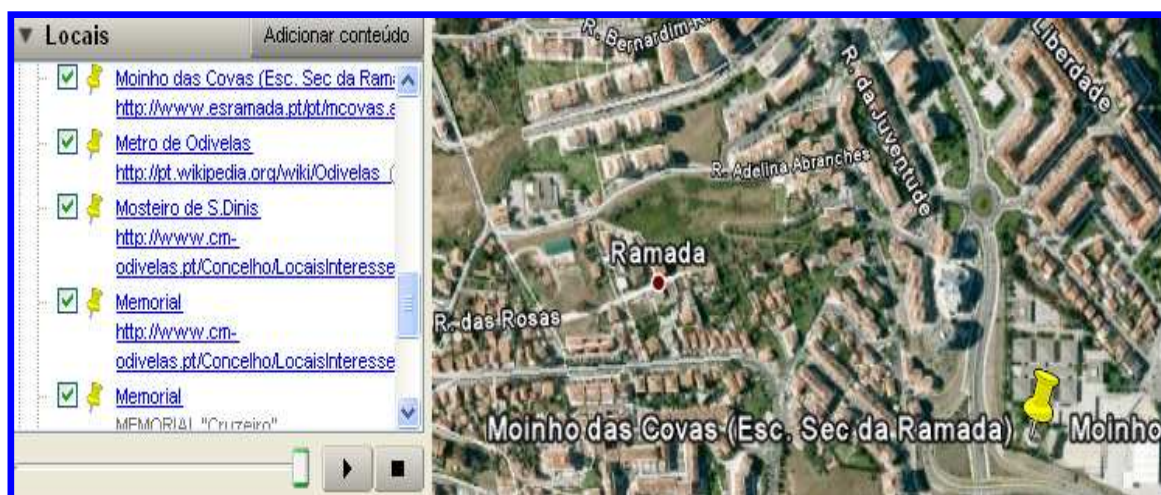 Locais
Adicionar conteúdo
Moinho das Covas (Esc. Sec da Rama
http://www.esramada.pt/pt/mcovas.a
Metro de Odivelas
http://pt.wikipedia.org/wiki/Odivelas_(
Mosteiro de S.Dinis
http://www.cm-
odivelas.pt/Concelho/LocaisInteresse
Memorial
http://www.cm-
odivelas.pt/Concelho/LocaisInteresse
Memorial
MEMORIAL "Cruzeiro"
R. Bernardim
R. da Juventude
Liberdade
R. Adelina Abranches
Ramada
R. das Rosas
Moinho das Covas (Esc. Sec da Ramada)
Moinho